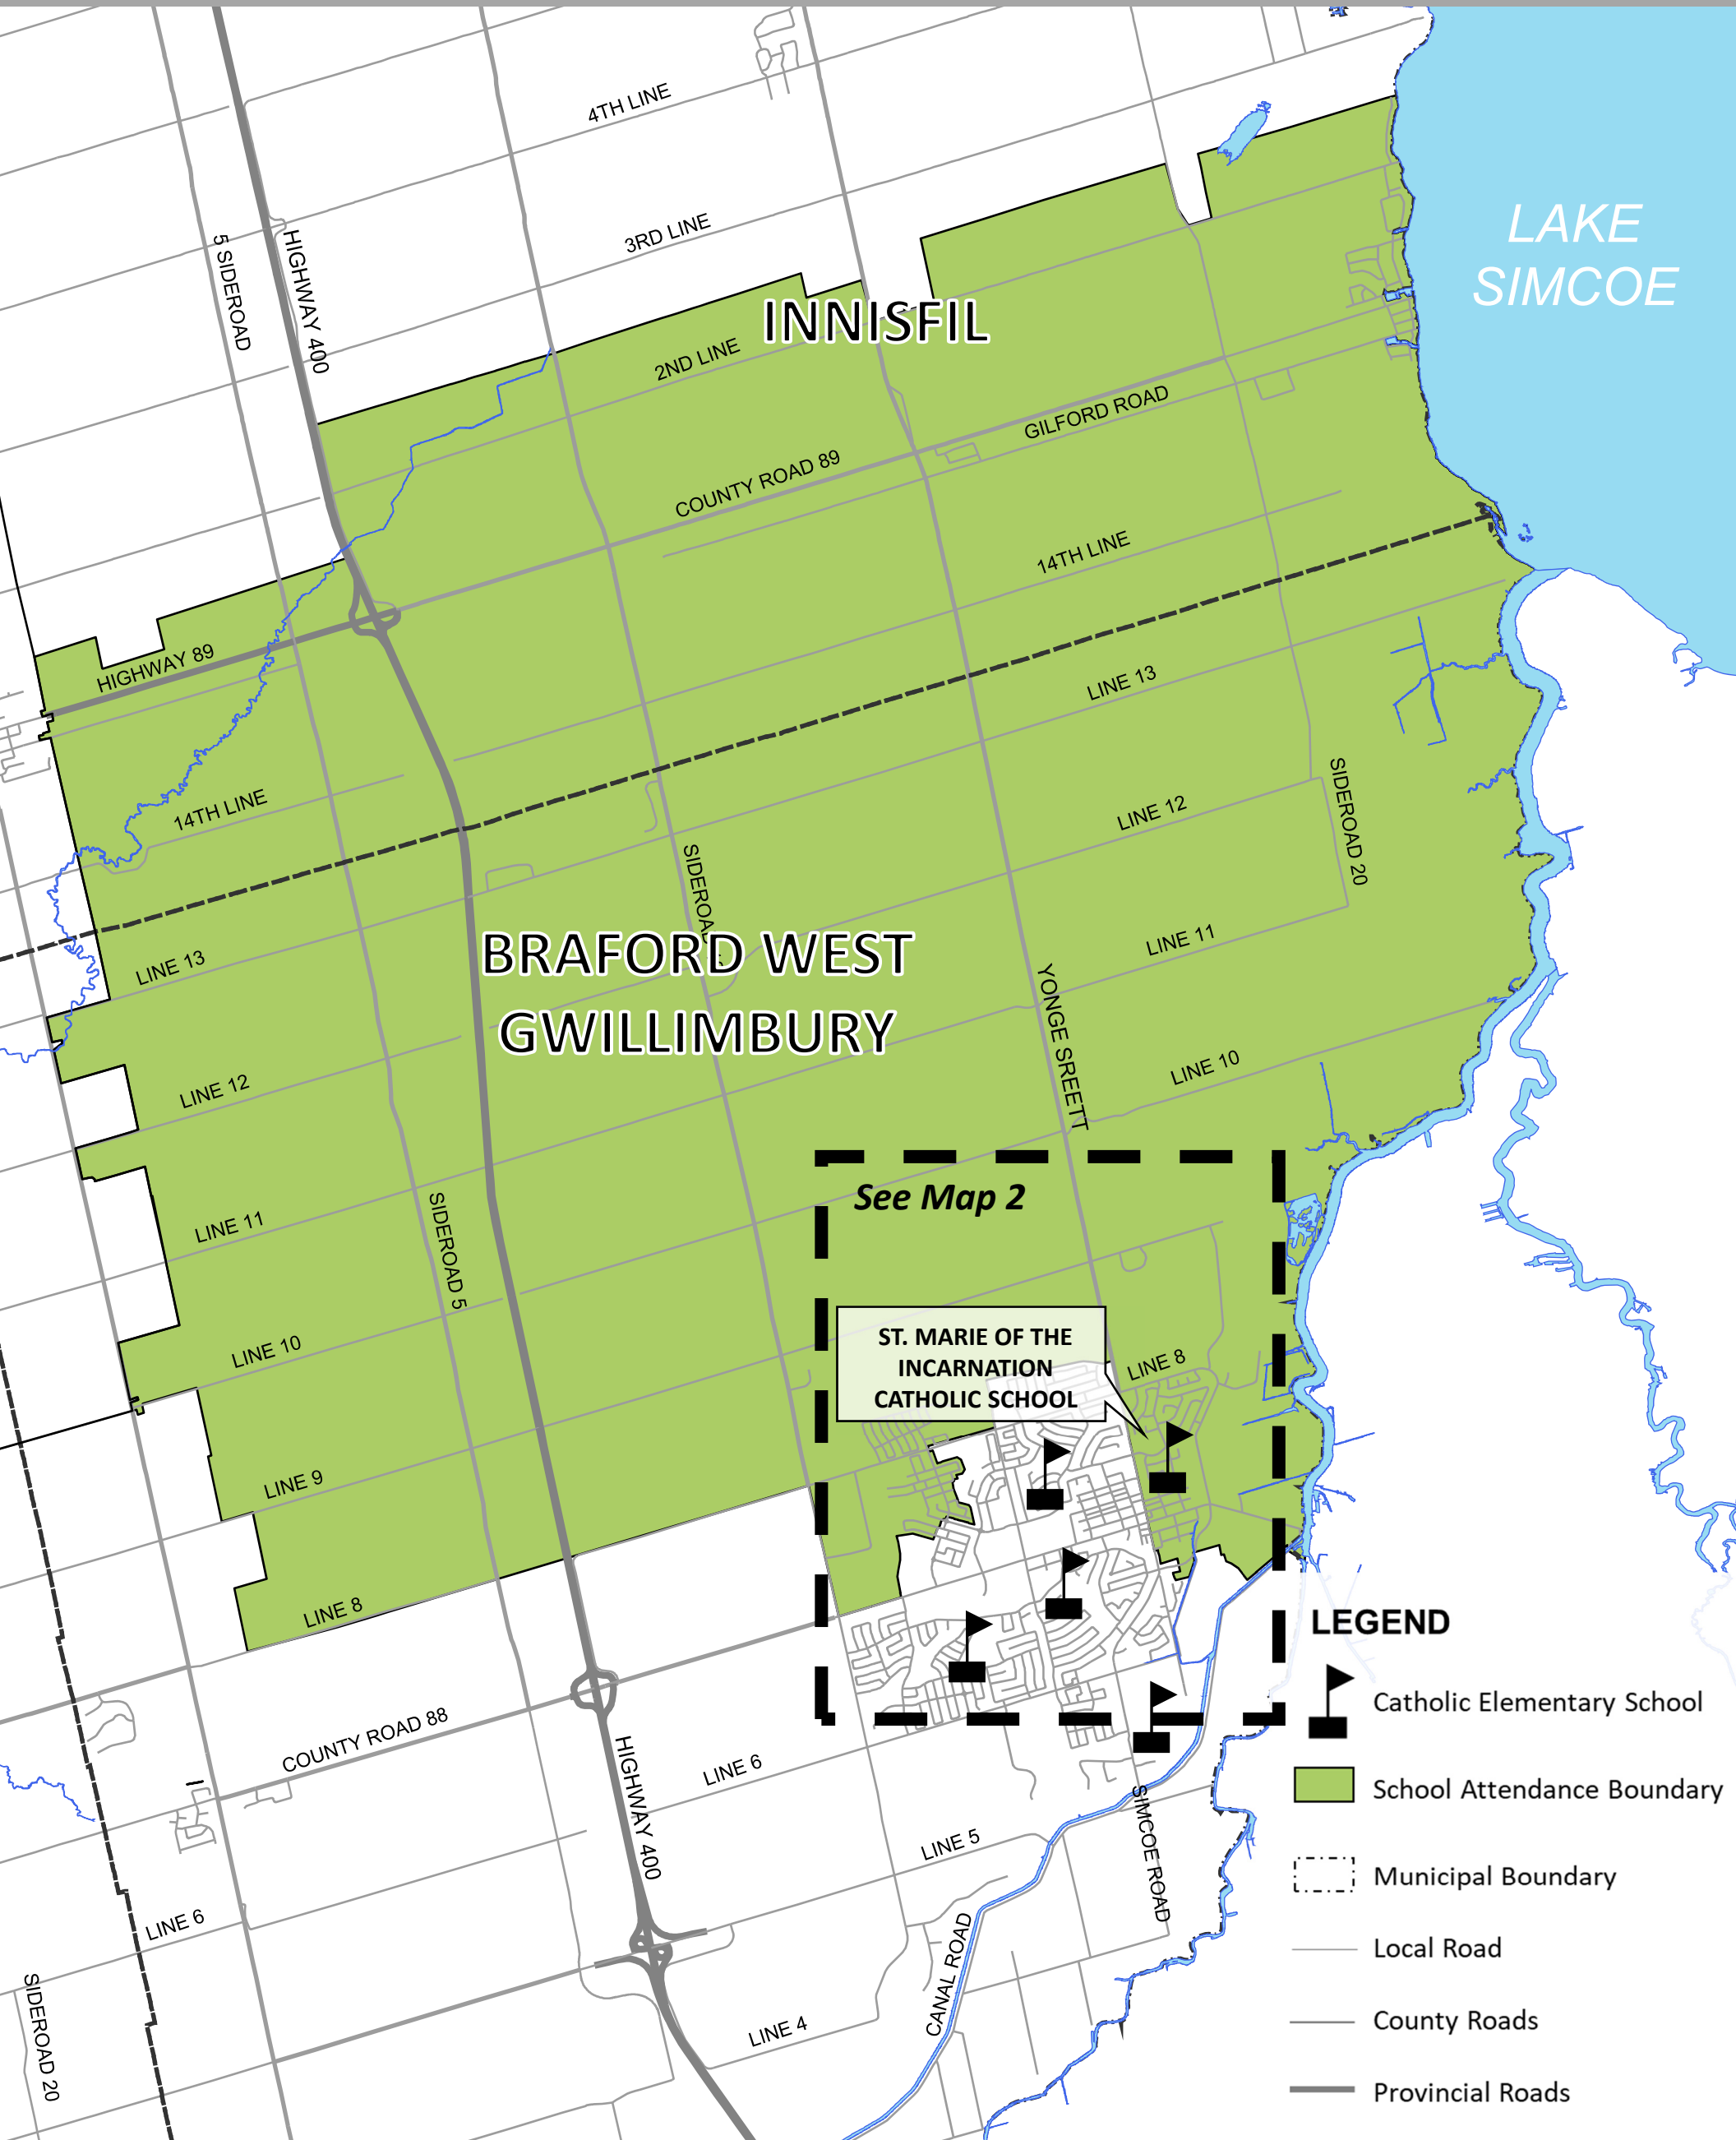 4TH LINE
3RD LINE
5 SIDEROAD
HIGHWAY 400
LAKE
SIMCOE
INNISFIL
2ND LINE
GILFORD ROAD
COUNTY ROAD 89
14TH LINE
HIGHWAY 89
LINE 13
14TH LINE
LINE 12
SIDEROAD 20
LINE 11
LINE 13
BRAFORD WEST
GWILLIMBURY
YONGE SREETT
LINE 10
LINE 12
See Map 2
LINE 11
SIDEROAD 5
ST. MARIE OF THE
INCARNATION
CATHOLIC SCHOOL
LINE 8
LINE 10
LINE 9
LINE 8
COUNTY ROAD 88
HIGHWAY 400
LINE 6
SIMCOE ROAD
LINE 5
LINE 6
CANAL ROAD
SIDEROAD 20
LINE 4
LEGEND
Catholic Elementary School
School Attendance Boundary
Municipal Boundary
Local Road
County Roads
Provincial Roads